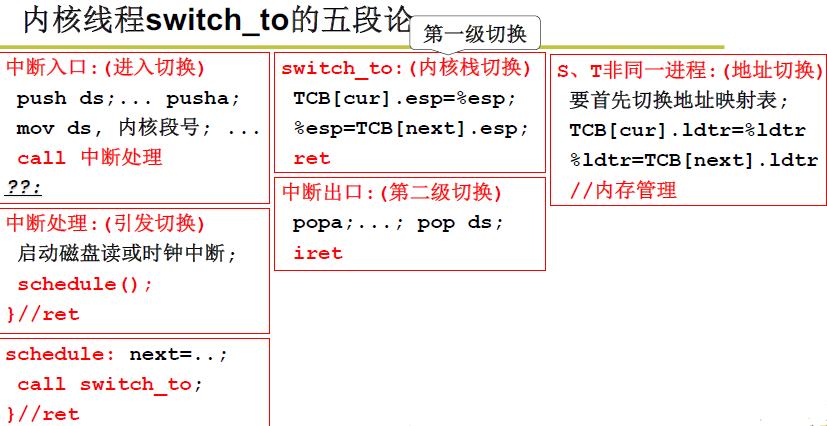 内核线程switch_to的五段论
第一级切换
中断入口:(进入切换)
push ds;... pusha;
mov ds, 内核段号; ...
call 中断处理
??:
中断处理:(引发切换)
启动磁盘读或时钟中断;
schedule();
}//ret
schedule: next=..;
call switch_to;
}//ret
switch_to:(内核栈切换)
TCB[cur].esp=%esp;
%esp=TCB[next].esp;
ret
中断出口:(第二级切换)
popa;...; pop ds;
iret
S、T非同一进程:(地址切换)
要首先切换地址映射表;
TCB[cur].ldtr=%ldtr
%ldtr=TCB[next].ldtr
//内存管理